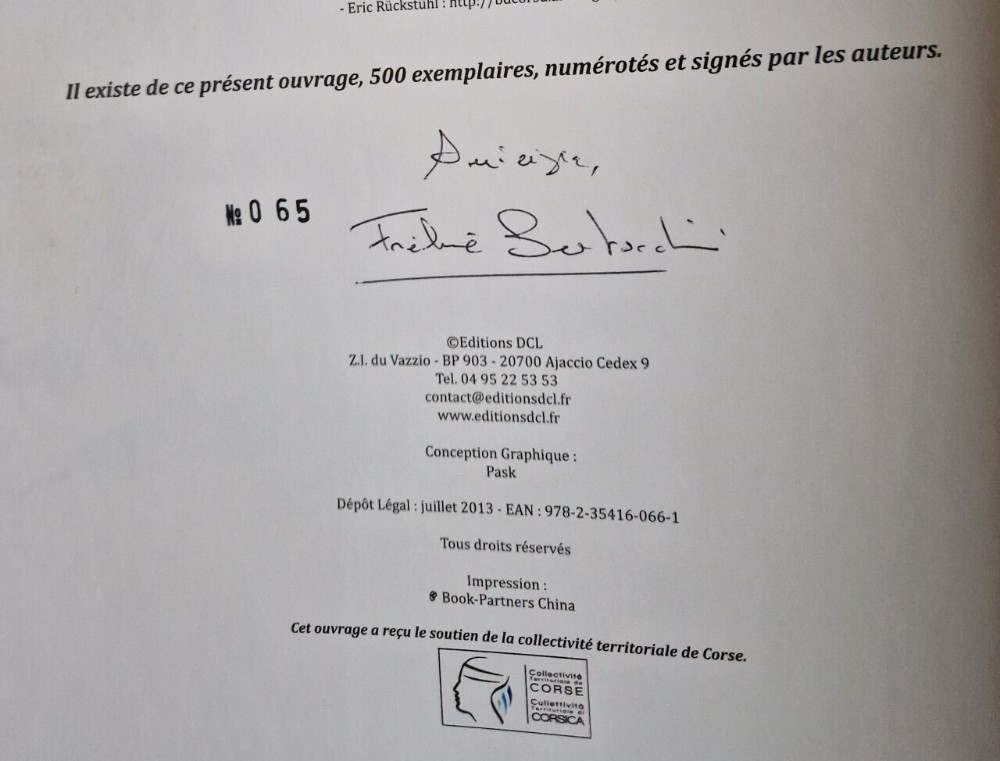 - Eric Rückstuhl : http://
Il existe de ce présent ouvrage, 500 exemplaires, numérotés et signés par les auteurs.
№ 0 65
©Editions DCL
Z.I. du Vazzio - BP 903 - 20700 Ajaccio Cedex 9
Tel. 04 95 22 53 53
contact@editionsdcl.fr
www.editionsdcl.fr
Conception Graphique :
Pask
Dépôt Légal : juillet 2013 - EAN : 978-2-35416-066-1
Tous droits réservés
Impression :
Book-Partners China
Cet ouvrage a reçu le soutien de la collectivité territoriale de Corse.
Collectivité
Territoriale de
CORSE
Cullettività
Territuriale di
CORSICA